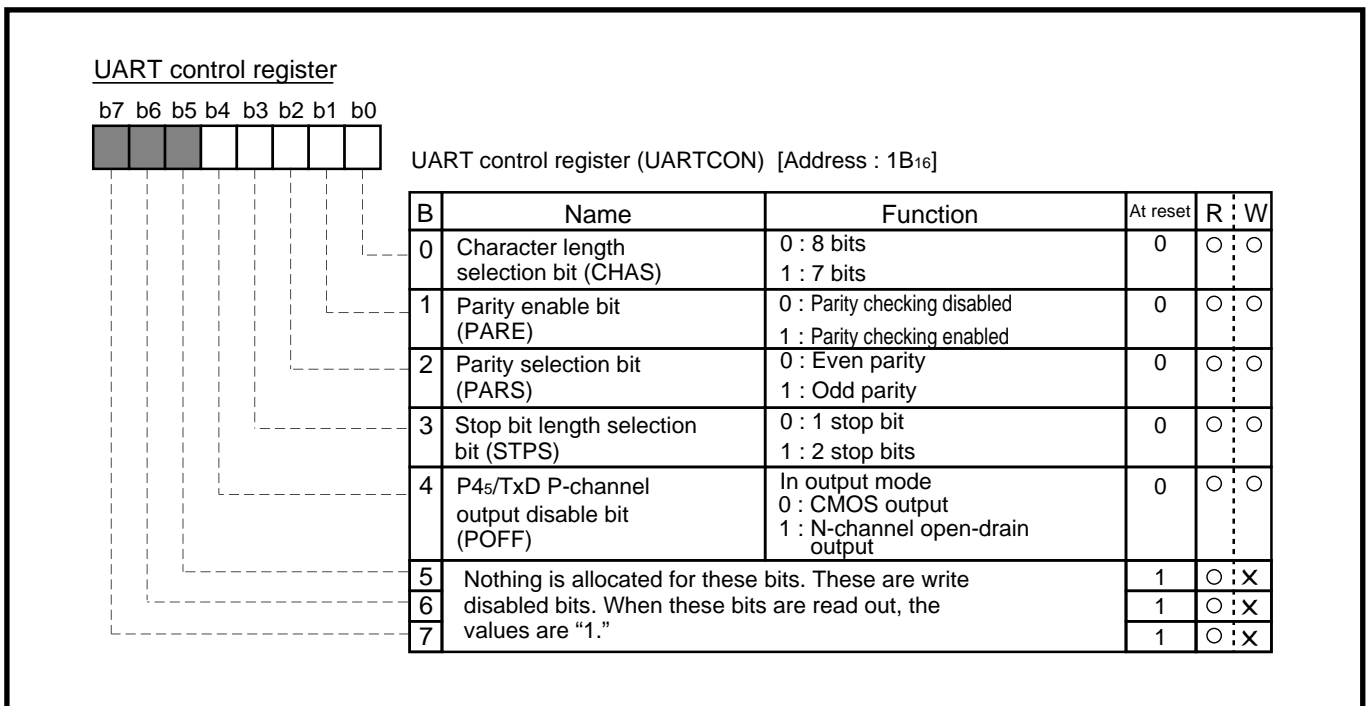 UART control register
b7 b6 b5 b4 b3 b2 b1 b0
UART control register (UARTCON) [Address : 1B16]
B Name Function At reset R W
0 Character length selection bit (CHAS) 0 : 8 bits 0 ○ ○
1 : 7 bits
1 Parity enable bit (PARE) 0 : Parity checking disabled 0 ○ ○
1 : Parity checking enabled
2 Parity selection bit (PARS) 0 : Even parity 0 ○ ○
1 : Odd parity
3 Stop bit length selection bit (STPS) 0 : 1 stop bit 0 ○ ○
1 : 2 stop bits
4 P45/TxD P-channel output disable bit (POFF) In output mode 0 ○ ○
0 : CMOS output
1 : N-channel open-drain output
5 Nothing is allocated for these bits. These are write 1 ○ ×
6 disabled bits. When these bits are read out, the 1 ○ ×
7 values are “1.” 1 ○ ×